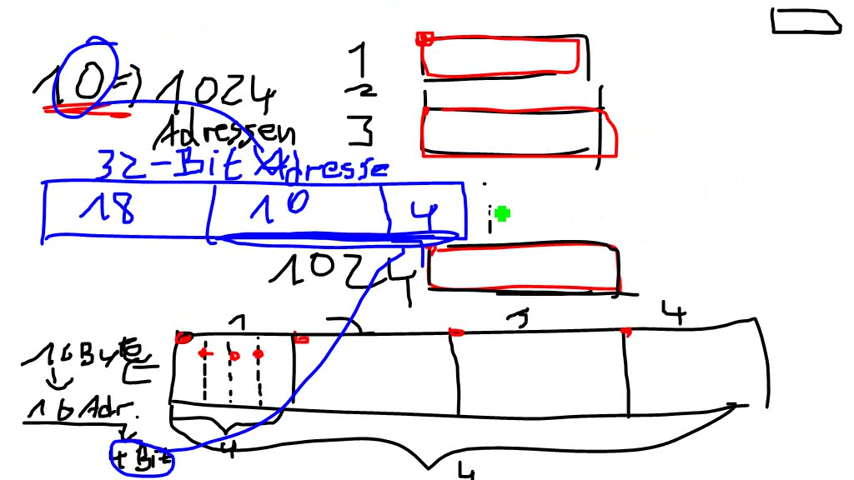 10 => 1024
Adressen
1
2
3
32-Bit Adresse
18 10 4
i
1024
1 3 4
16 Byte
16 Adr.
4 Bit
4
4